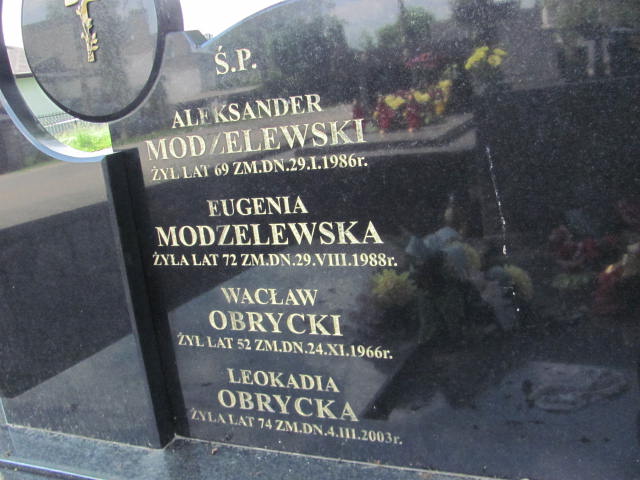 Ś.P.
ALEKSANDER
MODZELEWSKI
ŻYŁ LAT 69 ZM.DN.29.I.1986r.
EUGENIA
MODZELEWSKA
ŻYŁA LAT 72 ZM.DN.29.VIII.1988r.
WACŁAW
OBRYCKI
ŻYŁ LAT 52 ZM.DN.24.XI.1966r.
LEOKADIA
OBRYCKA
ŻYŁA LAT 74 ZM.DN.4.III.2003r.